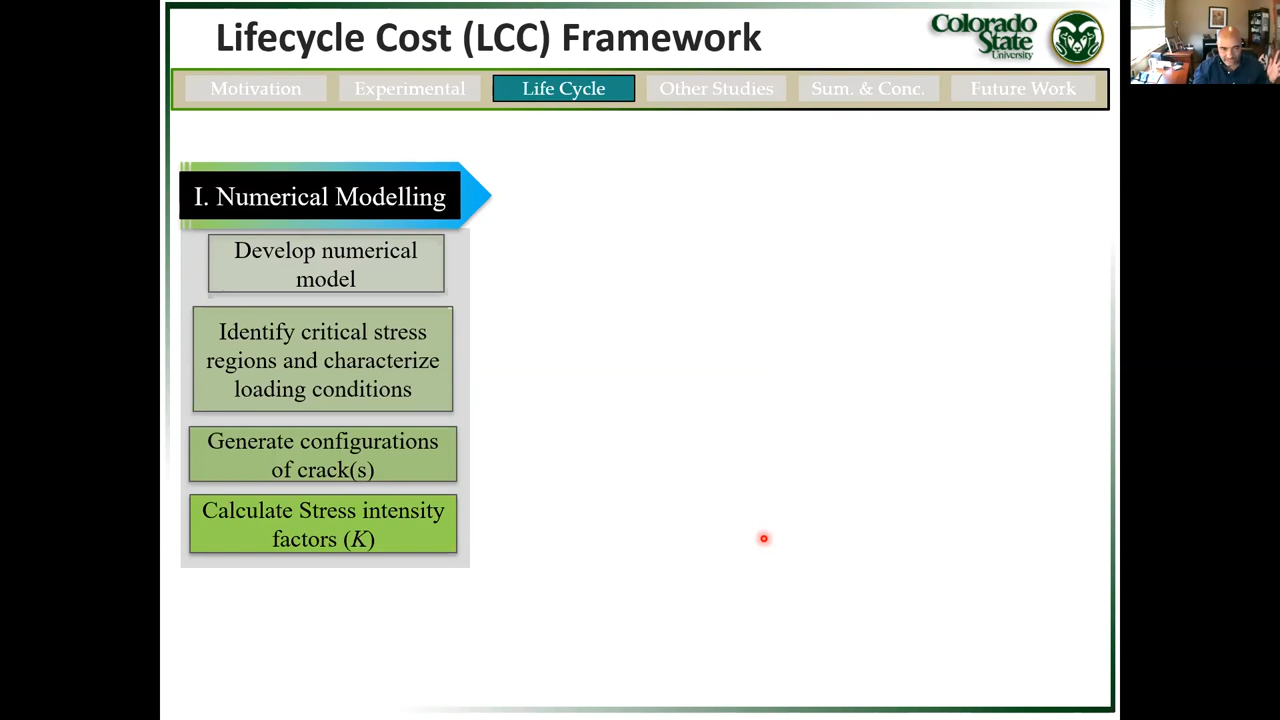 Lifecycle Cost (LCC) Framework
Colorado
State
University
Motivation
Experimental
Life Cycle
Other Studies
Sum. & Conc.
Future Work
I. Numerical Modelling
Develop numerical
model
Identify critical stress
regions and characterize
loading conditions
Generate configurations
of crack(s)
Calculate Stress intensity
factors (K)